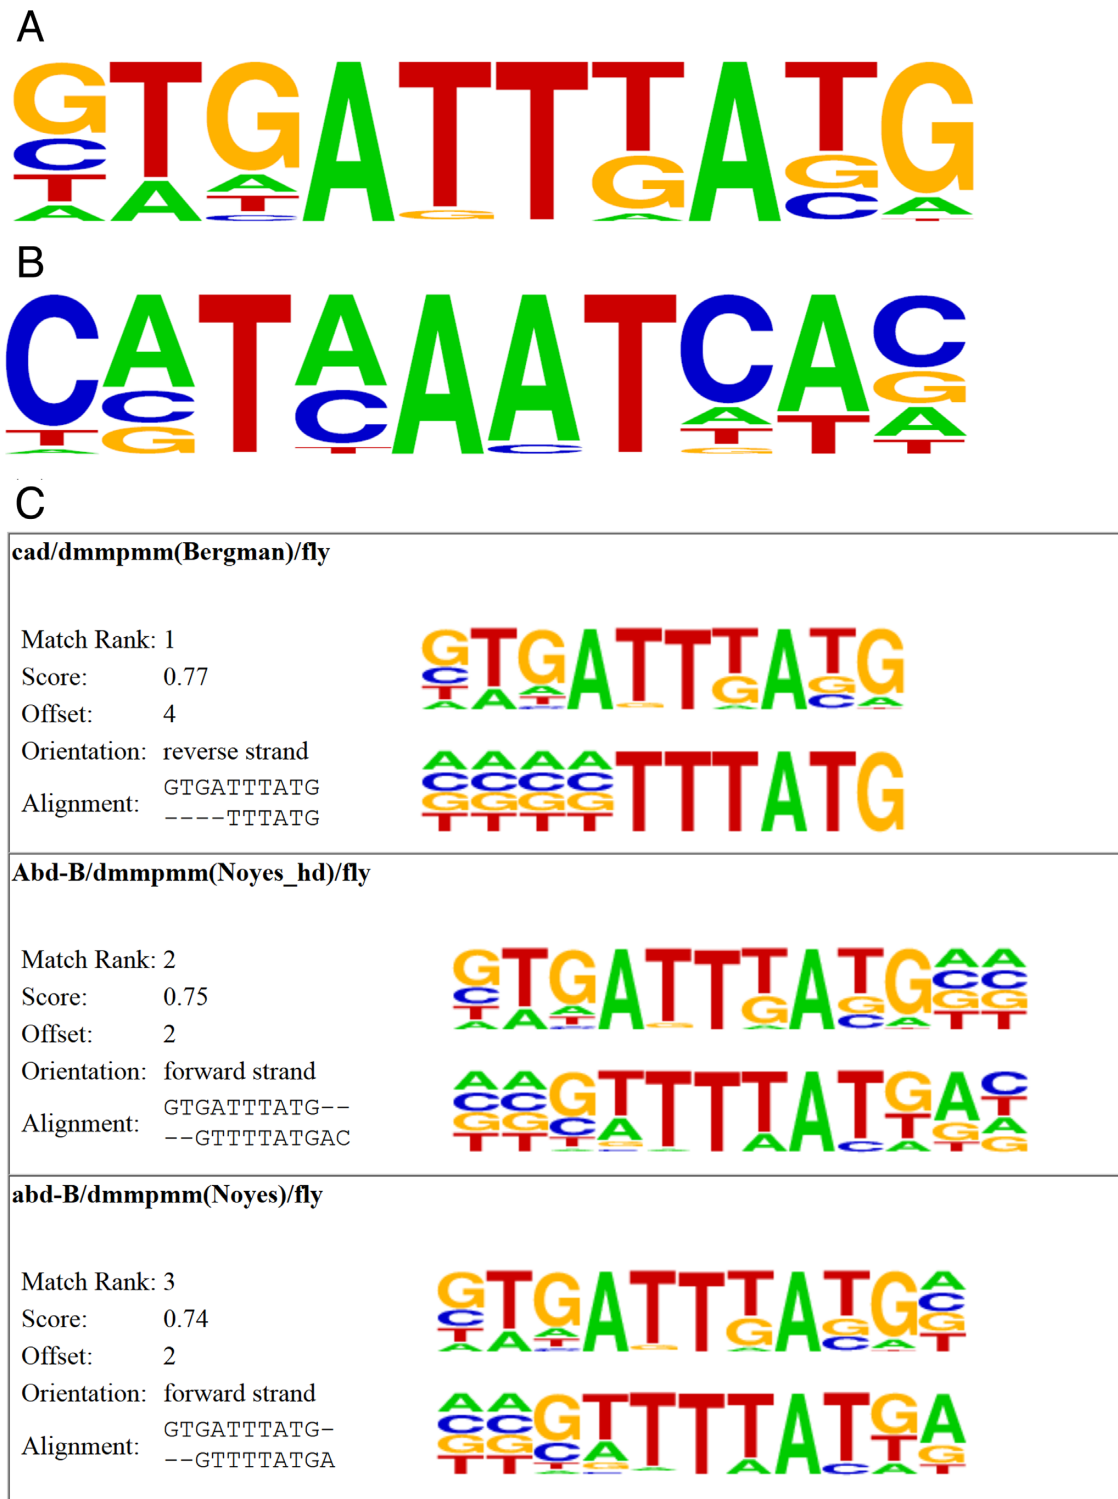 A
GTGATTTATG
B
CATAAATCAC
C
cad/dmmpmm(Bergman)/fly
Match Rank: 1
Score: 0.77
Offset: 4
Orientation: reverse strand
Alignment: GTGATTTATG
----TTTATG
Abd-B/dmmpmm(Noyes_hd)/fly
Match Rank: 2
Score: 0.75
Offset: 2
Orientation: forward strand
Alignment: GTGATTTATG--
--GTTTTATGAC
abd-B/dmmpmm(Noyes)/fly
Match Rank: 3
Score: 0.74
Offset: 2
Orientation: forward strand
Alignment: GTGATTTATG-
--GTTTTATGA